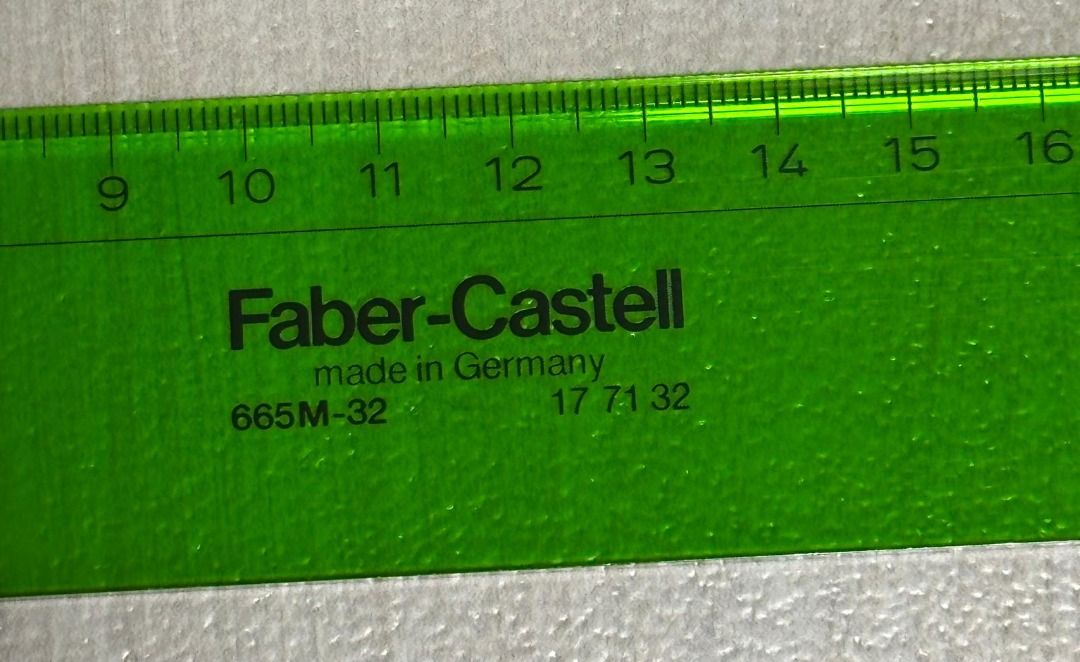 9 10 11 12 13 14 15 16
Faber-Castell
made in Germany
665M-32 17 71 32